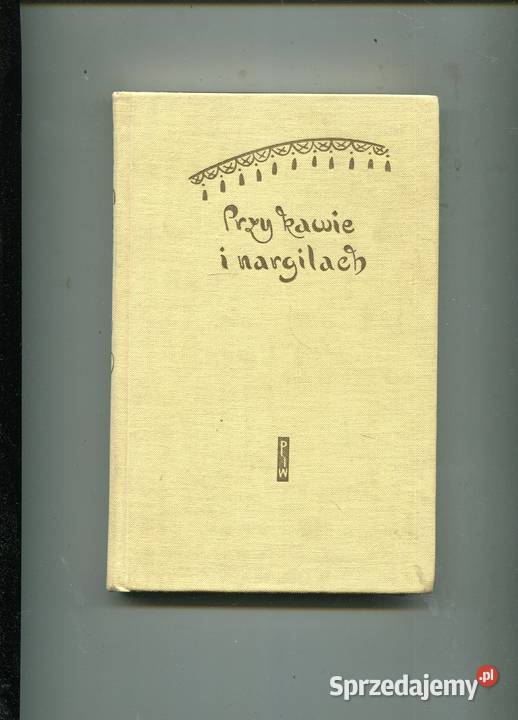 Przy kawie
i nargilach
PIW
Sprzedajemy.pl